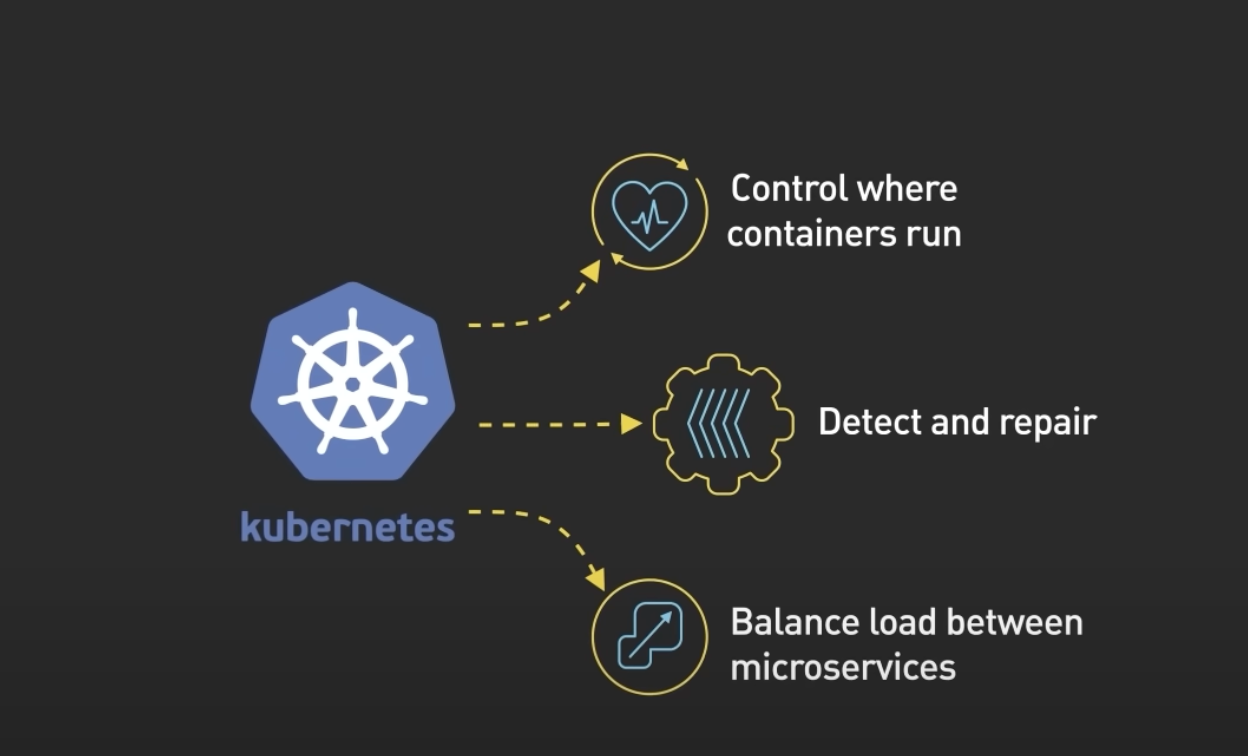 Control where
containers run
Detect and repair
kubernetes
Balance load between
microservices